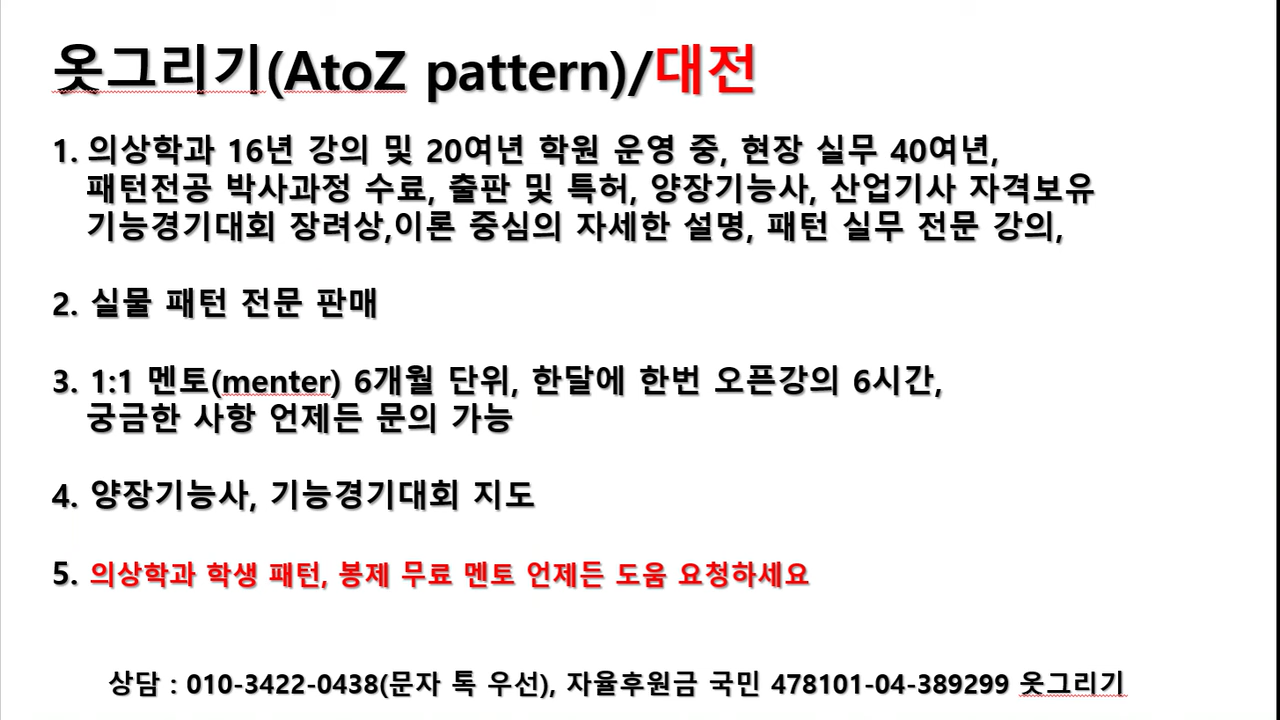 옷그리기(AtoZ pattern)/대전
1. 의상학과 16년 강의 및 20여년 학원 운영 중, 현장 실무 40여년,
패턴전공 박사과정 수료, 출판 및 특허, 양장기능사, 산업기사 자격보유
기능경기대회 장려상,이론 중심의 자세한 설명, 패턴 실무 전문 강의,
2. 실물 패턴 전문 판매
3. 1:1 멘토(menter) 6개월 단위, 한달에 한번 오픈강의 6시간,
궁금한 사항 언제든 문의 가능
4. 양장기능사, 기능경기대회 지도
5. 의상학과 학생 패턴, 봉제 무료 멘토 언제든 도움 요청하세요
상담 : 010-3422-0438(문자 톡 우선), 자율후원금 국민 478101-04-389299 옷그리기